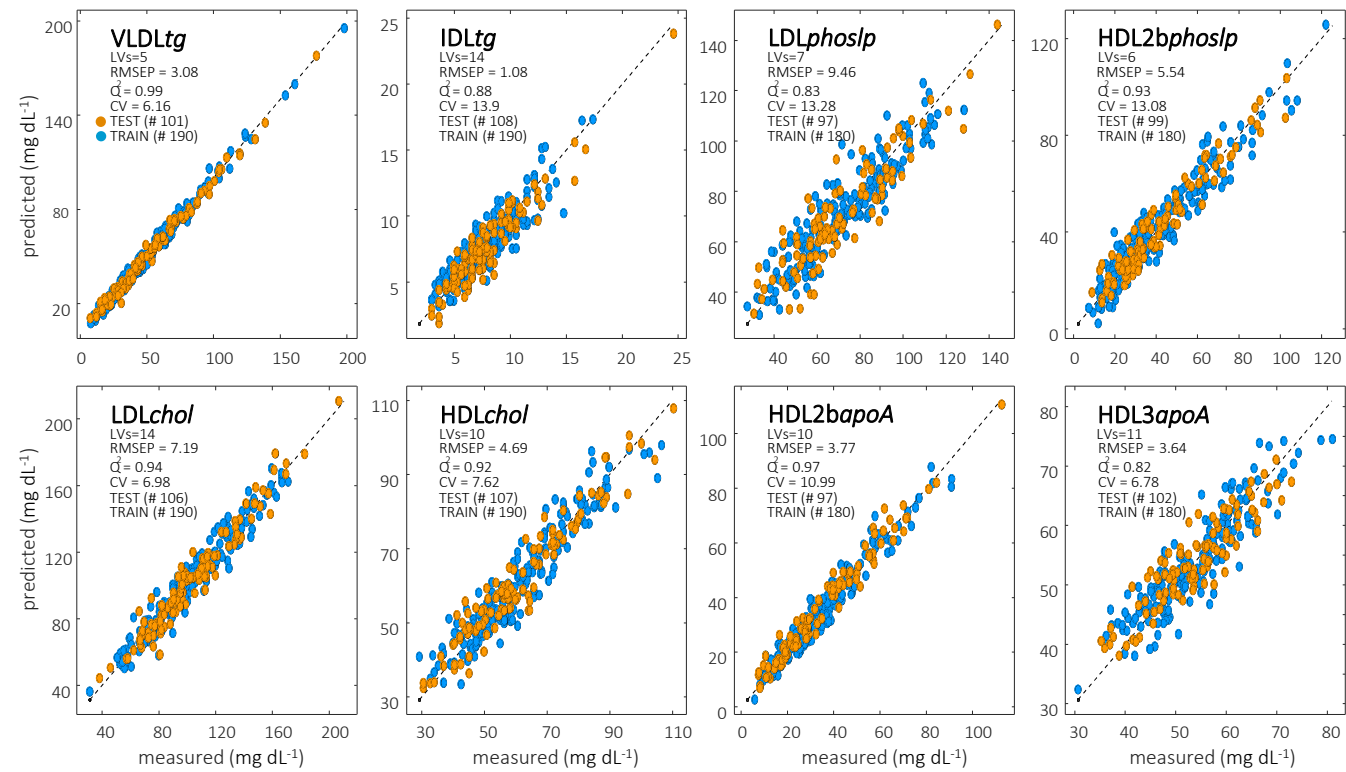 VLDLtg
LVs=5
RMSEP = 3.08
Q² = 0.99
CV = 6.16
TEST (# 101)
TRAIN (# 190)
200
140
80
20
0 50 100 150 200
predicted (mg dL⁻¹)
IDLtg
LVs=14
RMSEP = 1.08
Q² = 0.88
CV = 13.9
TEST (# 108)
TRAIN (# 190)
25
20
15
10
5
5 10 15 20 25
LDLphoslp
LVs=7
RMSEP = 9.46
Q² = 0.83
CV = 13.28
TEST (# 97)
TRAIN (# 180)
140
120
100
80
60
40
40 60 80 100 120 140
HDL2bphoslp
LVs=6
RMSEP = 5.54
Q² = 0.93
CV = 13.08
TEST (# 99)
TRAIN (# 180)
120
80
40
0
0 20 40 60 80 100 120
LDLchol
LVs=14
RMSEP = 7.19
Q² = 0.94
CV = 6.98
TEST (# 106)
TRAIN (# 190)
200
160
120
80
40
40 80 120 160 200
predicted (mg dL⁻¹)
measured (mg dL⁻¹)
HDLchol
LVs=10
RMSEP = 4.69
Q² = 0.92
CV = 7.62
TEST (# 107)
TRAIN (# 190)
110
90
70
50
30
30 50 70 90 110
measured (mg dL⁻¹)
HDL2bapoA
LVs=10
RMSEP = 3.77
Q² = 0.97
CV = 10.99
TEST (# 97)
TRAIN (# 180)
100
80
60
40
20
0
0 20 40 60 80 100
measured (mg dL⁻¹)
HDL3apoA
LVs=11
RMSEP = 3.64
Q² = 0.82
CV = 6.78
TEST (# 102)
TRAIN (# 180)
80
70
60
50
40
30
30 40 50 60 70 80
measured (mg dL⁻¹)